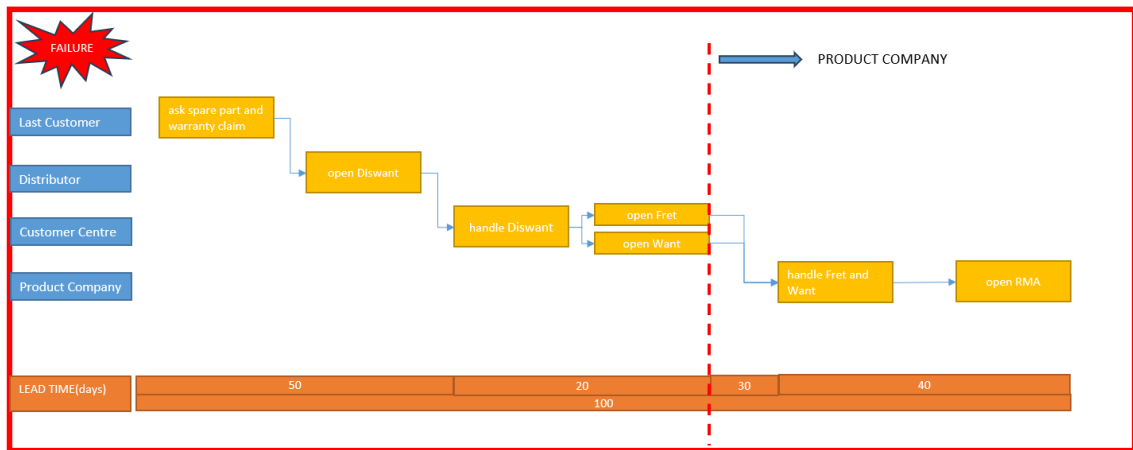 FAILURE
PRODUCT COMPANY
Last Customer
ask spare part and
warranty claim
Distributor
open Diswant
Customer Centre
handle Diswant
open Fret
open Want
Product Company
handle Fret and
Want
open RMA
LEAD TIME(days)
50
20
30
40
100